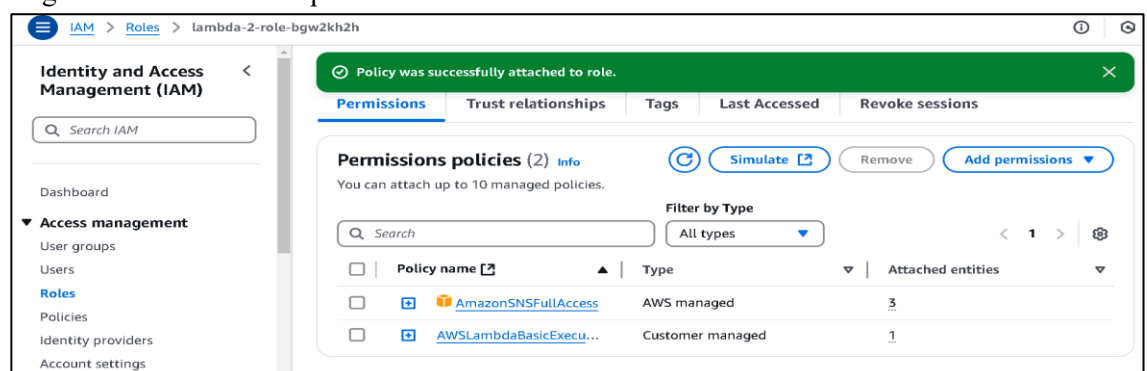 IAM > Roles > lambda-2-role-bgw2kh2h
Identity and Access
Management (IAM)
Search IAM
Dashboard
Access management
User groups
Users
Roles
Policies
Identity providers
Account settings
Policy was successfully attached to role.
Permissions Trust relationships Tags Last Accessed Revoke sessions
Permissions policies (2) Info
Simulate
Remove
Add permissions
You can attach up to 10 managed policies.
Filter by Type
Search
All types
1
Policy name Type Attached entities
AmazonSNSFullAccess AWS managed 3
AWSLambdaBasicExecu... Customer managed 1